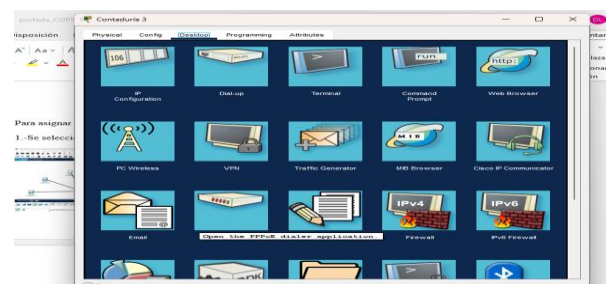 Contaduría 3
Physical Config Desktop Programming Attributes
isposición
Aa
Para asignar
1.-Se selecci
106
run
http:
IP Configuration
Dial-up
Terminal
Command Prompt
Web Browser
MIB
PC Wireless
VPN
Traffic Generator
MIB Browser
Cisco IP Communicator
IPv4
IPv6
Email
Open the PPPoE dialer application.
Firewall
IPv6 Firewall